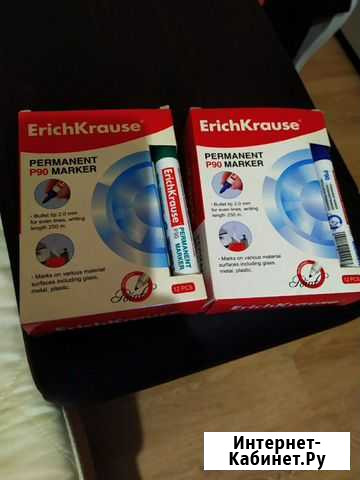 ErichKrause®
PERMANENT
P90 MARKER
• Bullet tip 2.0 mm
for even lines, writing
length 250 m.
• Marks on various material
surfaces including glass,
metal, plastic.
12 PCS
ErichKrause
P90 PERMANENT
MARKER
ErichKrause®
PERMANENT
P90 MARKER
• Bullet tip 2.0 mm
for even lines, writing
length 250 m.
• Marks on various material
surfaces including glass,
metal, plastic.
12 PCS
P90
Интернет-
Кабинет.Ру